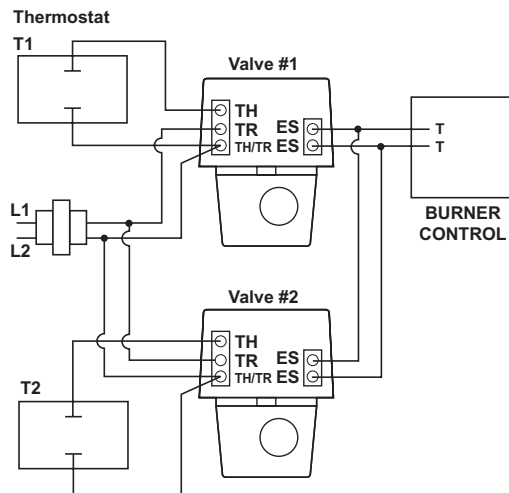 Thermostat
T1
Valve #1
TH
TR
TH/TR
ES
ES
T
T
BURNER
CONTROL
L1
L2
Valve #2
TH
TR
TH/TR
ES
ES
T2